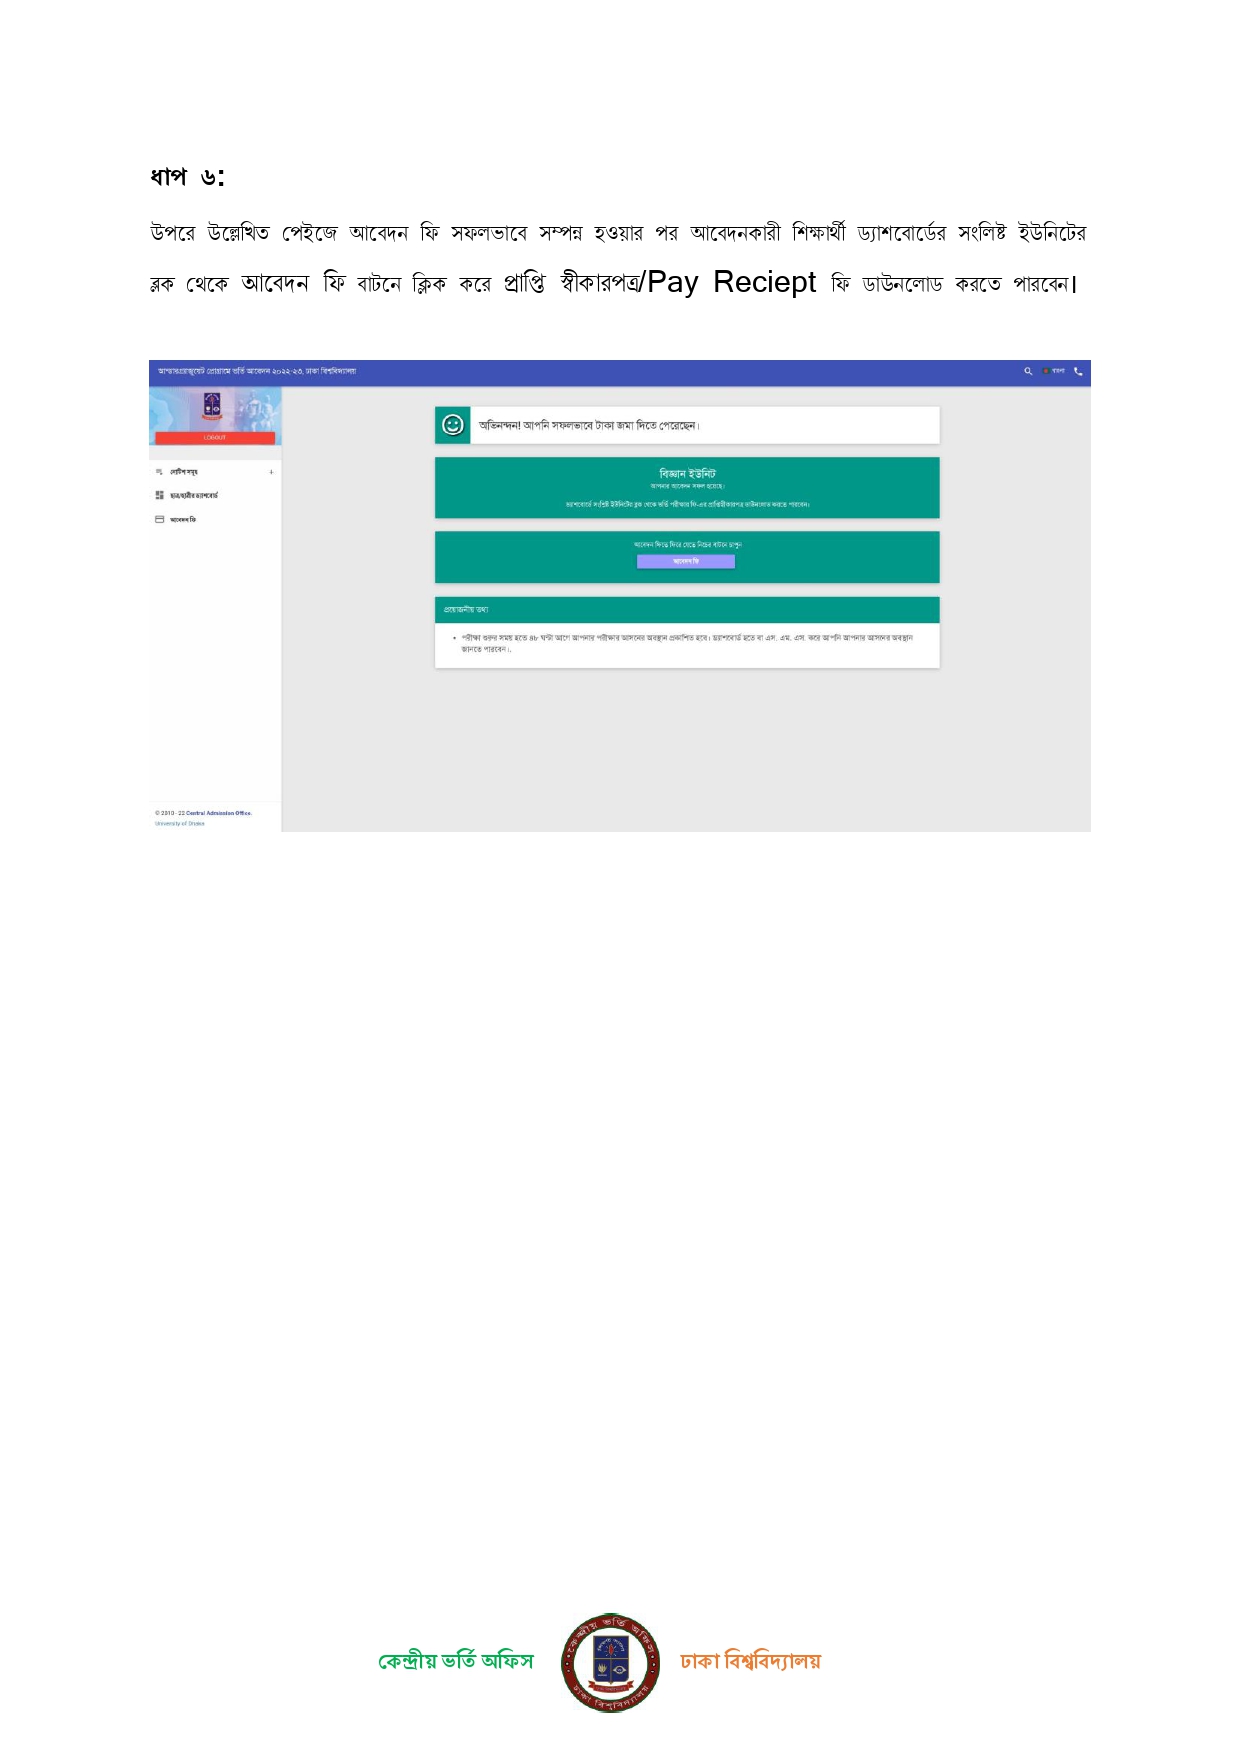 ধাপ ৬:
উপরে উল্লেখিত পেইজে আবেদন ফি সফলভাবে সম্পন্ন হওয়ার পর আবেদনকারী শিক্ষার্থী ড্যাশবোর্ডের সংলিষ্ট ইউনিটের
ব্লক থেকে আবেদন ফি বাটনে ক্লিক করে প্রাপ্তি স্বীকারপত্র/Pay Reciept ফি ডাউনলোড করতে পারবেন।
আন্ডারগ্র্যাজুয়েট প্রোগ্রামে ভর্তি আবেদন ২০২২-২৩, ঢাকা বিশ্ববিদ্যালয়
বাংলা
LOGOUT
নোটিশ সমূহ +
ছাত্র/ছাত্রীর ড্যাশবোর্ড
আবেদন ফি
অভিনন্দন! আপনি সফলভাবে টাকা জমা দিতে পেরেছেন।
বিজ্ঞান ইউনিট
আপনার আবেদন সফল হয়েছে।
ড্যাশবোর্ডে সংশ্লিষ্ট ইউনিটের ব্লক থেকে ভর্তি পরীক্ষার ফি-এর প্রাপ্তিস্বীকারপত্র ডাউনলোড করতে পারবেন।
আবেদন ফিতে ফিরে যেতে নিচের বাটনে চাপুন
আবেদন ফি
প্রয়োজনীয় তথ্য
• পরীক্ষা শুরুর সময় হতে ৪৮ ঘন্টা আগে আপনার পরীক্ষার আসনের অবস্থান প্রকাশিত হবে। ড্যাশবোর্ড হতে বা এস. এম. এস. করে আপনি আপনার আসনের অবস্থান
জানতে পারবেন।.
© 2010 - 22 Central Admission Office.
University of Dhaka
কেন্দ্রীয় ভর্তি অফিস
কেন্দ্রীয় ভর্তি অফিস
ঢাকা বিশ্ববিদ্যালয়
ঢাকা বিশ্ববিদ্যালয়